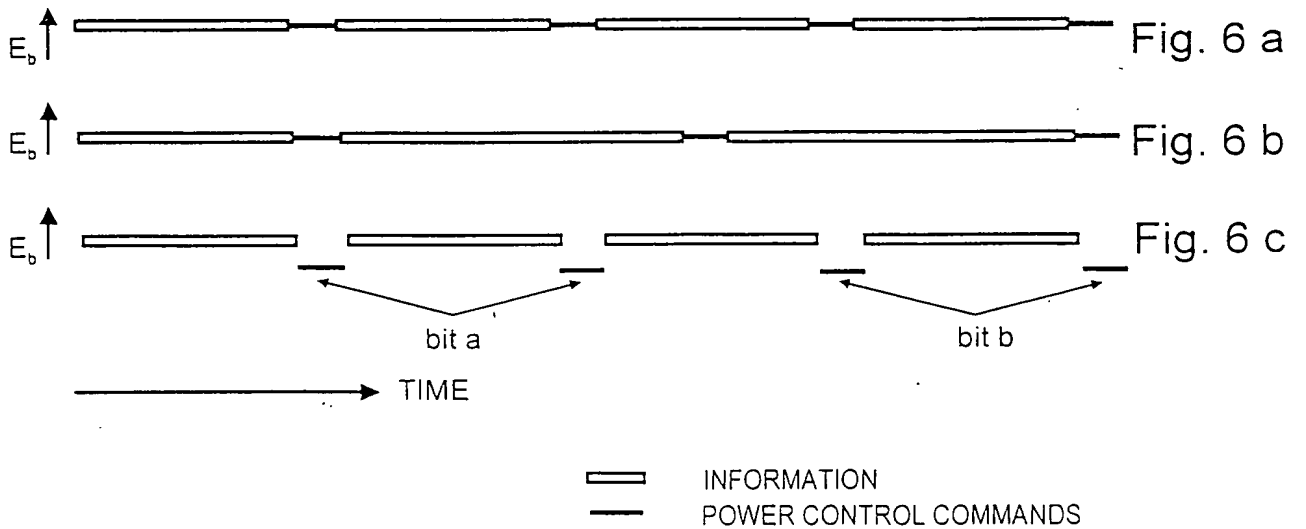 E_b
Fig. 6 a
E_b
Fig. 6 b
E_b
Fig. 6 c
bit a
bit b
TIME
INFORMATION
POWER CONTROL COMMANDS